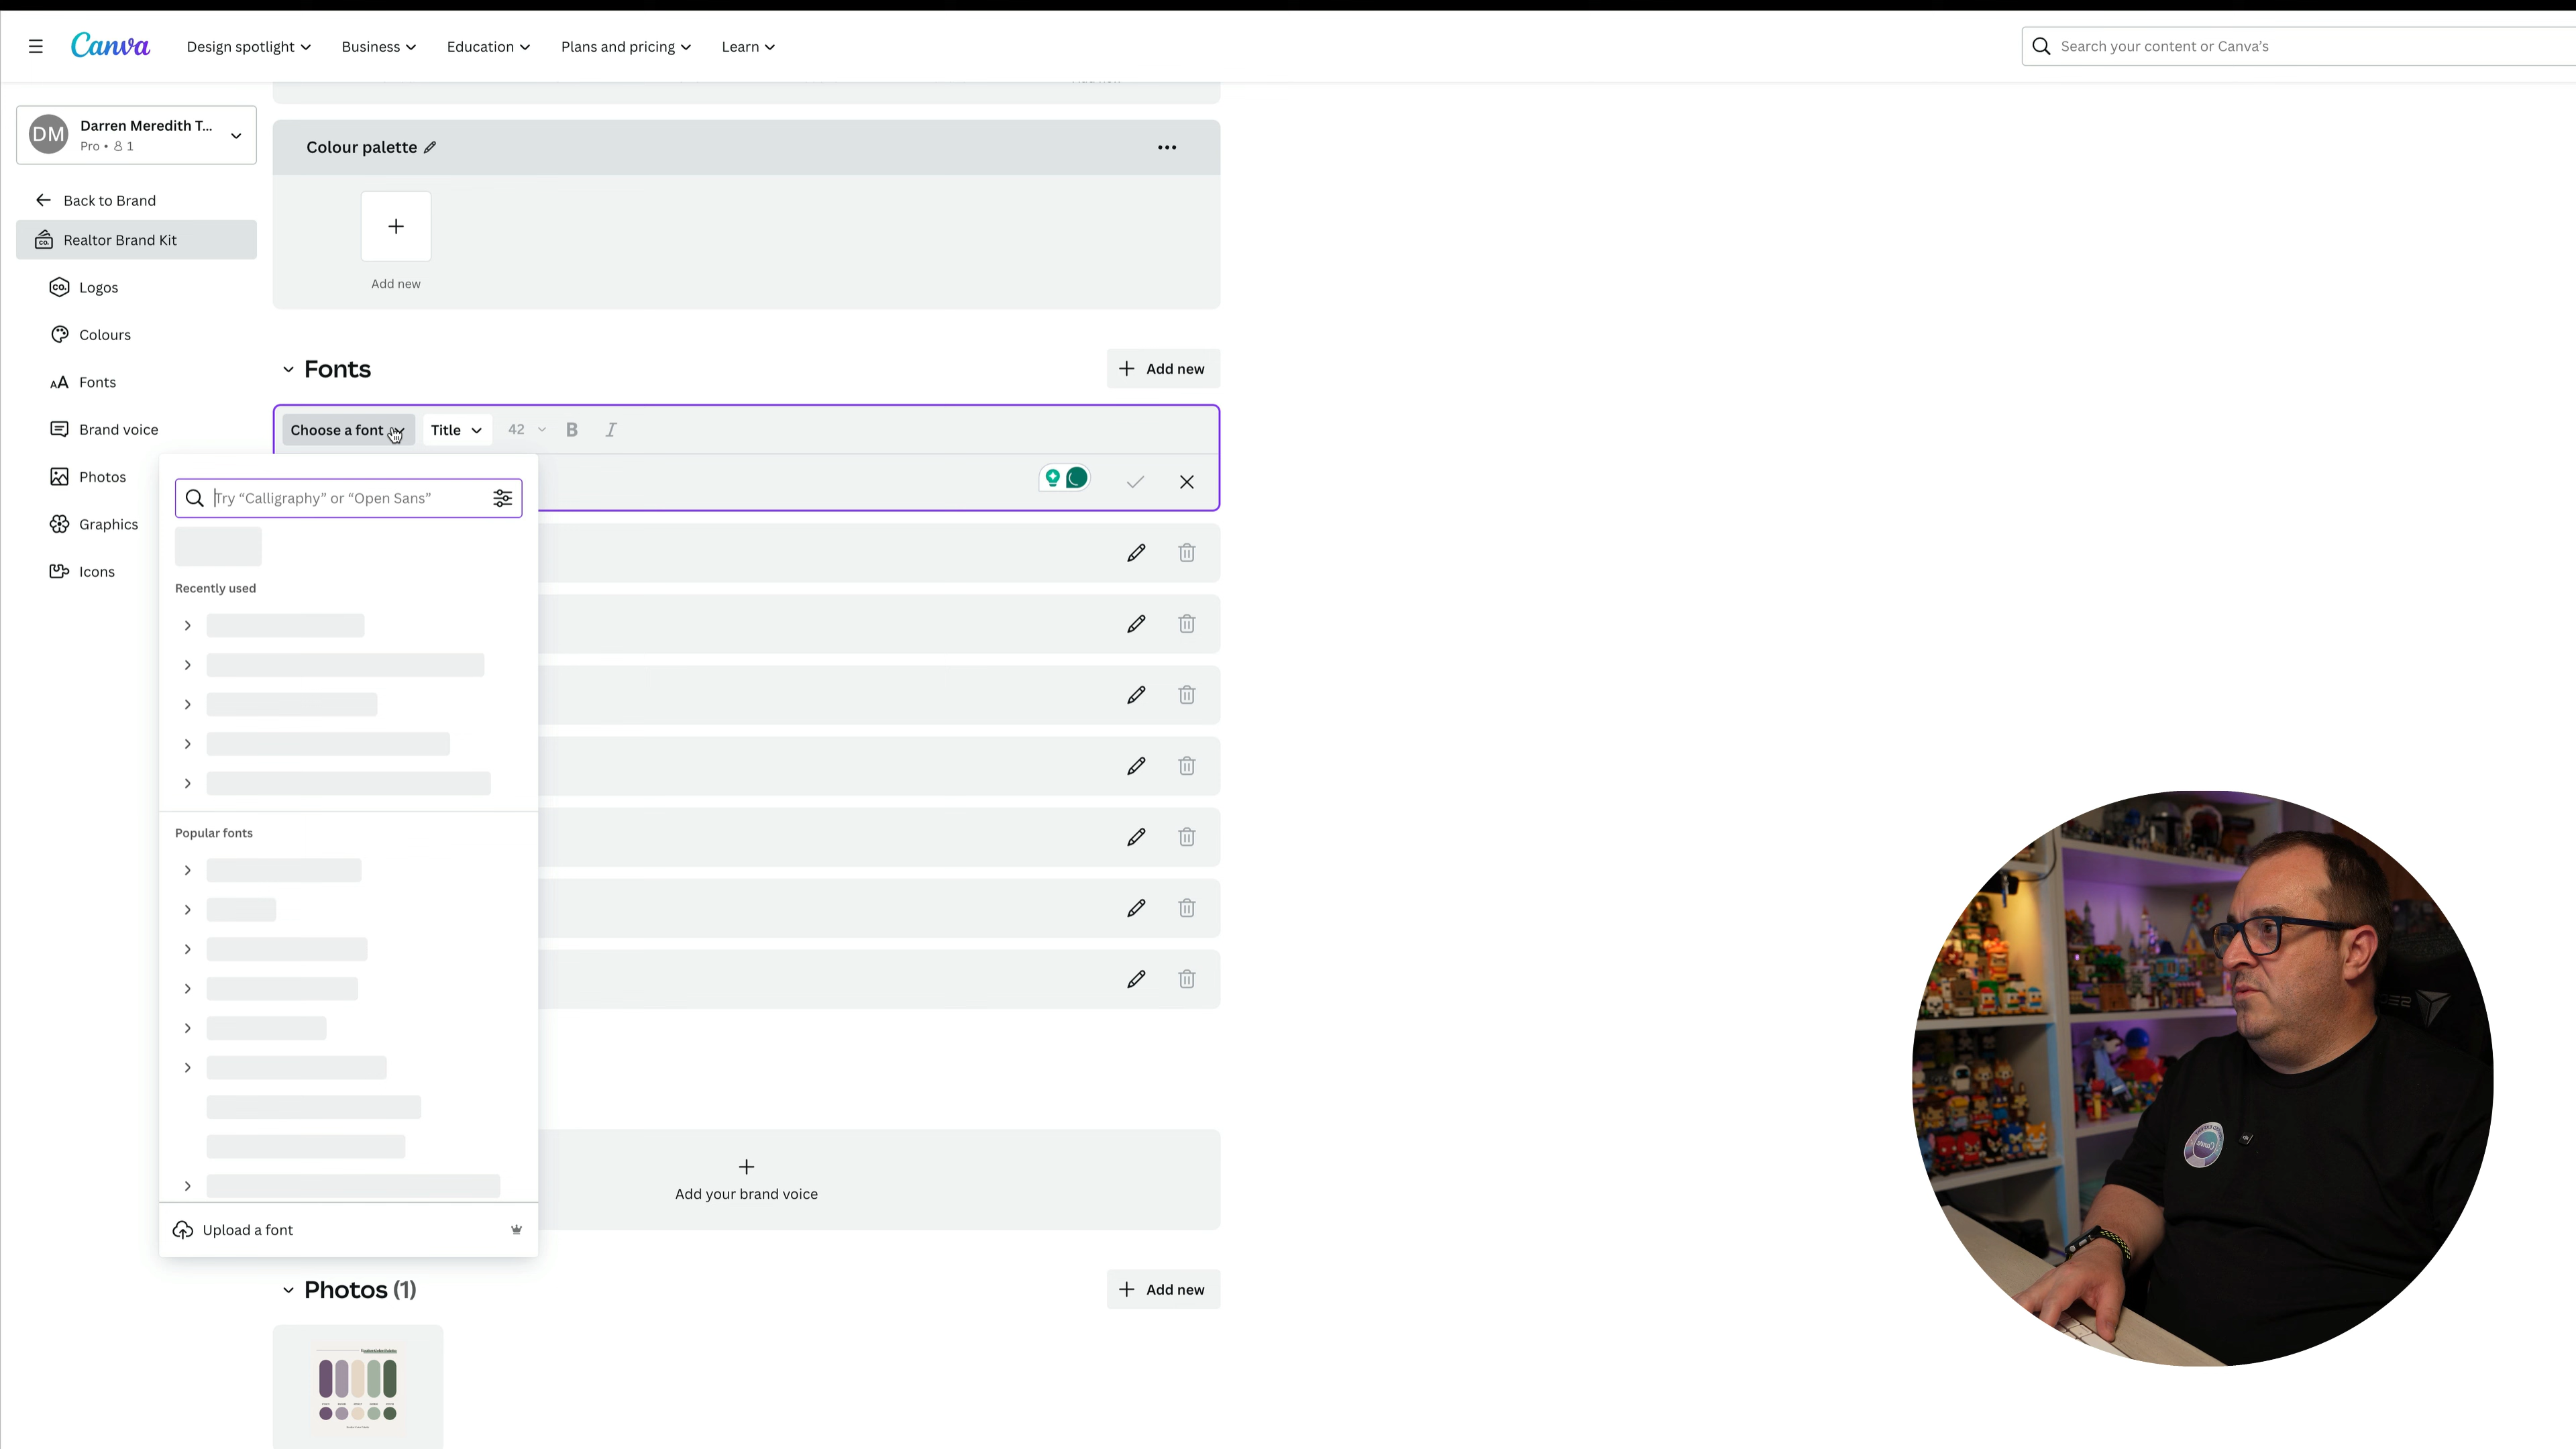 Canva
Design spotlight
Business
Education
Plans and pricing
Learn
Search your content or Canva's
DM
Darren Meredith T...
Pro • 1
Back to Brand
Realtor Brand Kit
Logos
Colours
Fonts
Brand voice
Photos
Graphics
Icons
Colour palette
Add new
Fonts
Add new
Choose a font
Title
42
B
I
Try “Calligraphy” or “Open Sans”
Recently used
Popular fonts
Upload a font
Add your brand voice
Photos (1)
Add new